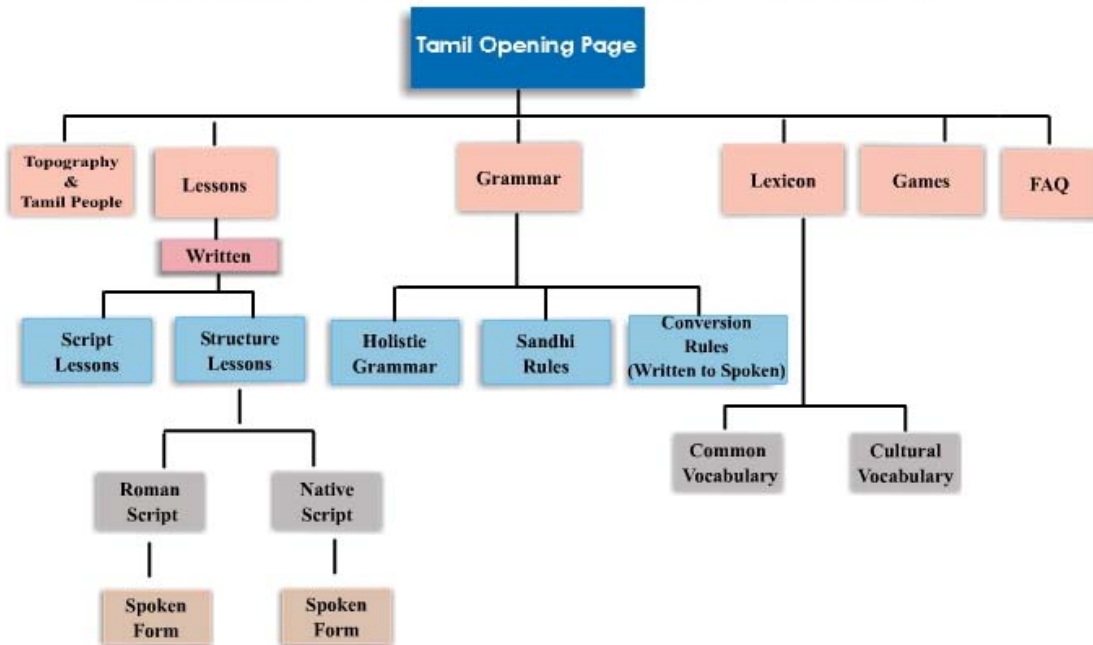 Tamil Opening Page
Topography
&
Tamil People
Lessons
Grammar
Lexicon
Games
FAQ
Written
Script
Lessons
Structure
Lessons
Holistic
Grammar
Sandhi
Rules
Conversion
Rules
(Written to Spoken)
Common
Vocabulary
Cultural
Vocabulary
Roman
Script
Native
Script
Spoken
Form
Spoken
Form